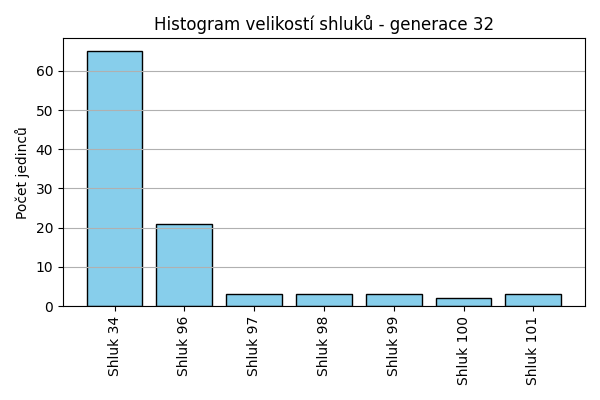 Histogram velikostí shluků - generace 32
Počet jedinců
60
50
40
30
20
10
0
Shluk 34
Shluk 96
Shluk 97
Shluk 98
Shluk 99
Shluk 100
Shluk 101